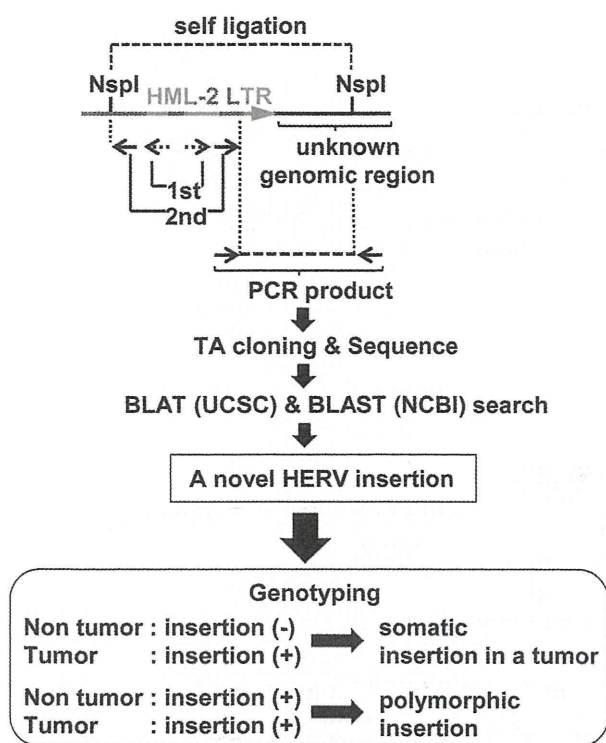 self ligation
NspI
NspI
HML-2 LTR
unknown
genomic region
1st
2nd
PCR product
TA cloning & Sequence
BLAT (UCSC) & BLAST (NCBI) search
A novel HERV insertion
Genotyping
Non tumor : insertion (-)
Tumor : insertion (+)
somatic
insertion in a tumor
Non tumor : insertion (+)
Tumor : insertion (+)
polymorphic
insertion